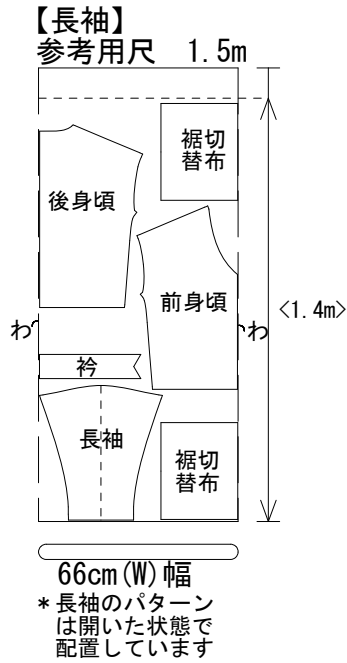 【長袖】
参考用尺 1.5m
裾切
替布
後身頃
前身頃
<1.4m>
わ
わ
衿
長袖
裾切
替布
66cm(W)幅
*長袖のパターン
は開いた状態で
配置しています